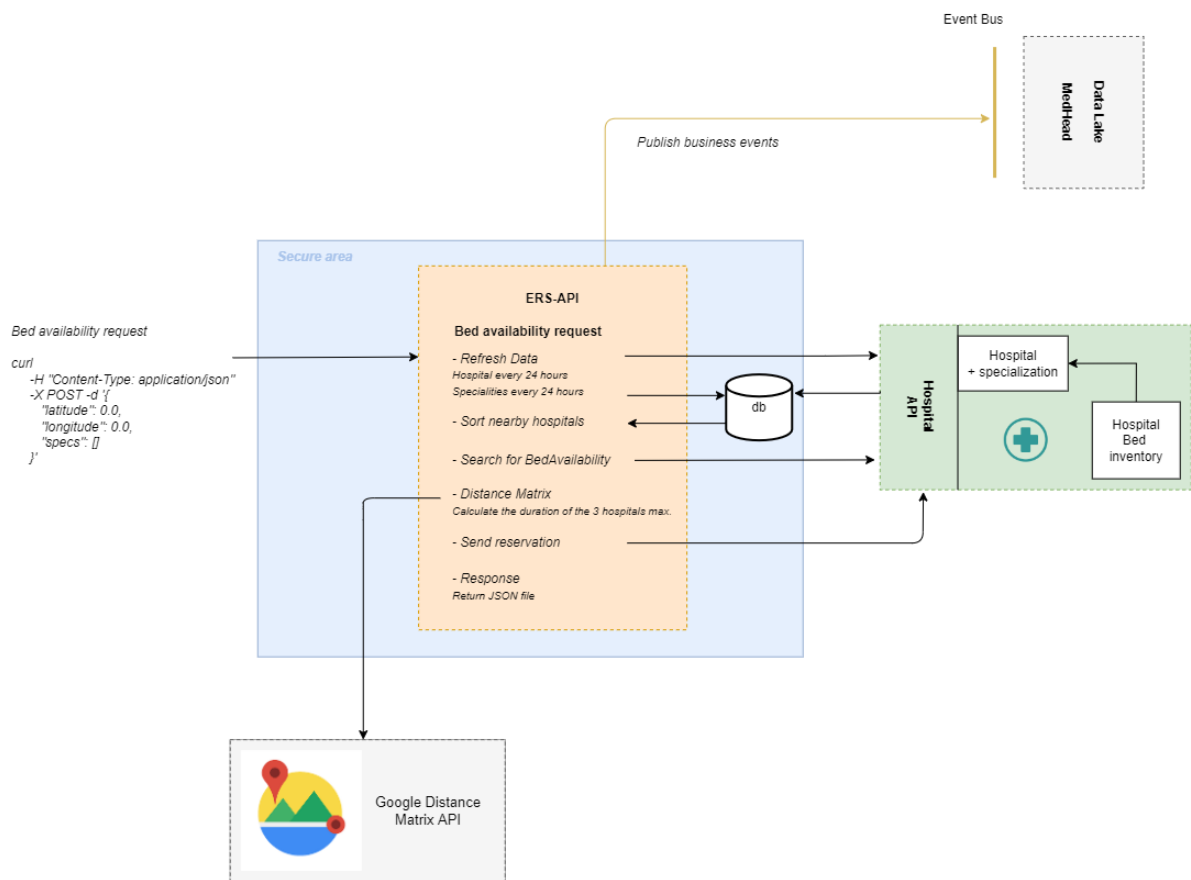 Event Bus
Data Lake
MedHead
Publish business events
Secure area
ERS-API
Bed availability request
Bed availability request
curl
-H "Content-Type: application/json"
-X POST -d '{
"latitude": 0.0,
"longitude": 0.0,
"specs": []
}'
- Refresh Data
Hospital every 24 hours
Specialities every 24 hours
- Sort nearby hospitals
- Search for BedAvailability
- Distance Matrix
Calculate the duration of the 3 hospitals max.
- Send reservation
- Response
Return JSON file
db
Hospital
API
Hospital
+ specialization
Hospital
Bed
inventory
Google Distance
Matrix API